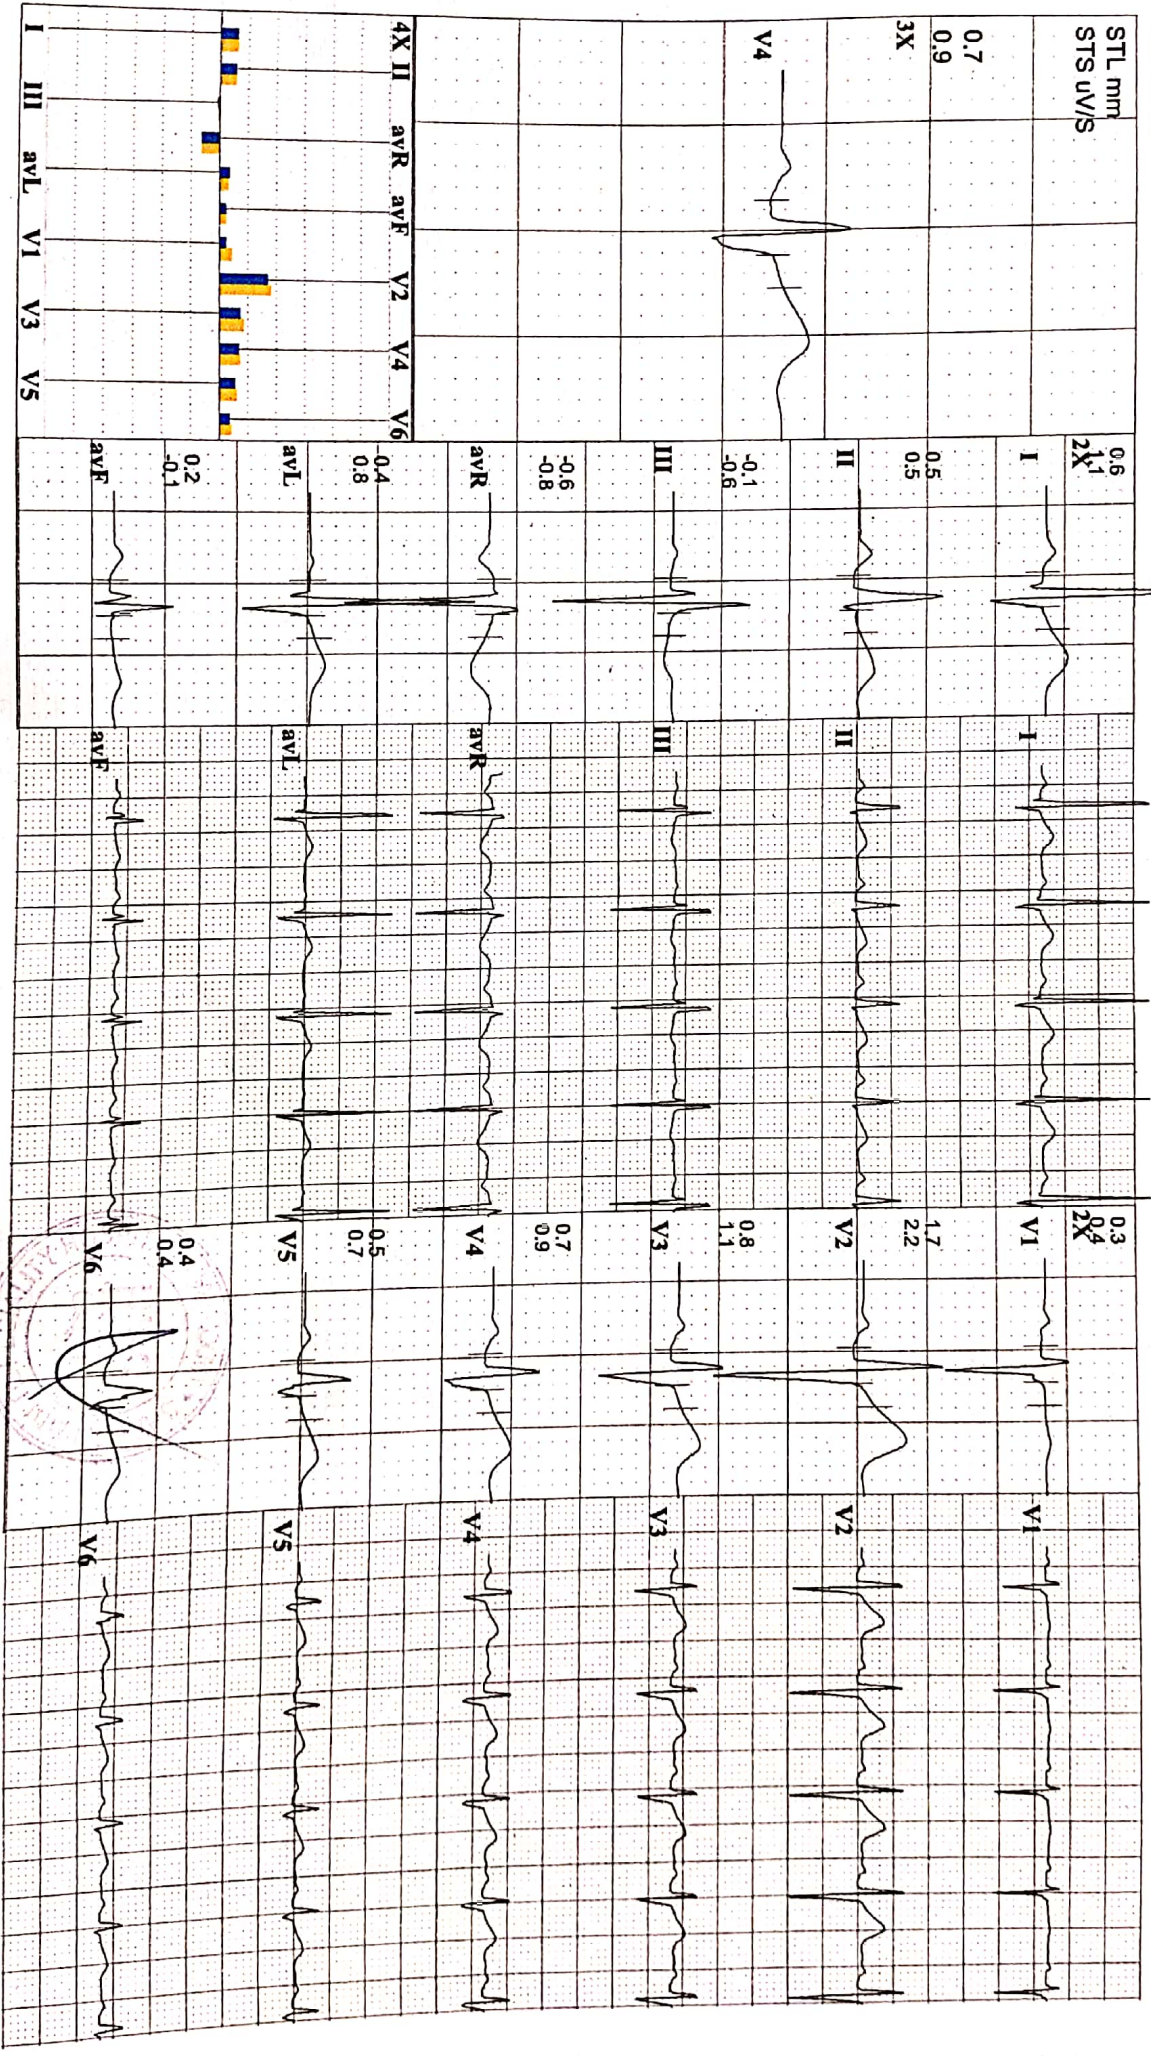 STL mm
STS uV/S
0.7
0.9
3X
V4
4X II avR avF V2 V4 V6
I III avL V1 V3 V5
0.6
1.1
2X
I
0.5
0.5
II
-0.1
-0.6
III
-0.6
-0.8
avR
0.4
0.8
avL
0.2
-0.1
avF
I
II
III
avR
avL
avF
0.3
0.4
2X
V1
1.7
2.2
V2
0.8
1.1
V3
0.7
0.9
V4
0.5
0.7
V5
0.4
0.4
V6
V1
V2
V3
V4
V5
V6